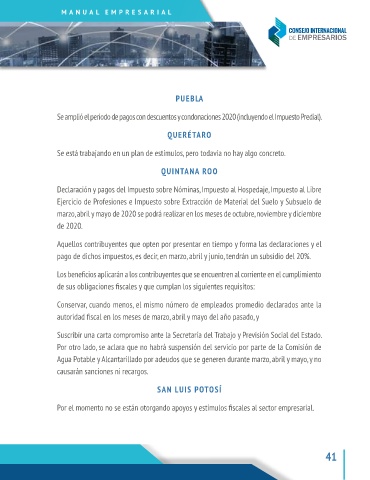 MANUAL EMPRESARIAL
CONSEJO INTERNACIONAL
DE EMPRESARIOS
PUEBLA
Se amplió el periodo de pagos con descuentos y condonaciones 2020 (incluyendo el Impuesto Predial).
QUERÉTARO
Se está trabajando en un plan de estímulos, pero todavía no hay algo concreto.
QUINTANA ROO
Declaración y pagos del Impuesto sobre Nóminas, Impuesto al Hospedaje, Impuesto al Libre
Ejercicio de Profesiones e Impuesto sobre Extracción de Material del Suelo y Subsuelo de
marzo, abril y mayo de 2020 se podrá realizar en los meses de octubre, noviembre y diciembre
de 2020.
Aquellos contribuyentes que opten por presentar en tiempo y forma las declaraciones y el
pago de dichos impuestos, es decir, en marzo, abril y junio, tendrán un subsidio del 20%.
Los beneficios aplicarán a los contribuyentes que se encuentren al corriente en el cumplimiento
de sus obligaciones fiscales y que cumplan los siguientes requisitos:
Conservar, cuando menos, el mismo número de empleados promedio declarados ante la
autoridad fiscal en los meses de marzo, abril y mayo del año pasado, y
Suscribir una carta compromiso ante la Secretaría del Trabajo y Previsión Social del Estado.
Por otro lado, se aclara que no habrá suspensión del servicio por parte de la Comisión de
Agua Potable y Alcantarillado por adeudos que se generen durante marzo, abril y mayo, y no
causarán sanciones ni recargos.
SAN LUIS POTOSÍ
Por el momento no se están otorgando apoyos y estímulos fiscales al sector empresarial.
41